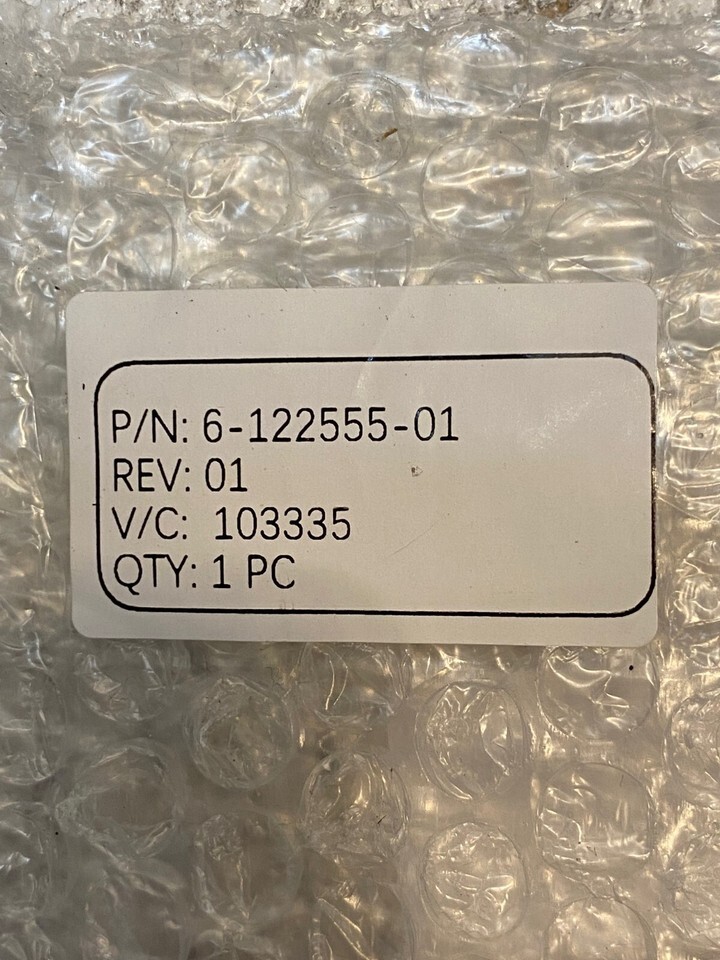 P/N: 6-122555-01
REV: 01
V/C: 103335
QTY: 1 PC